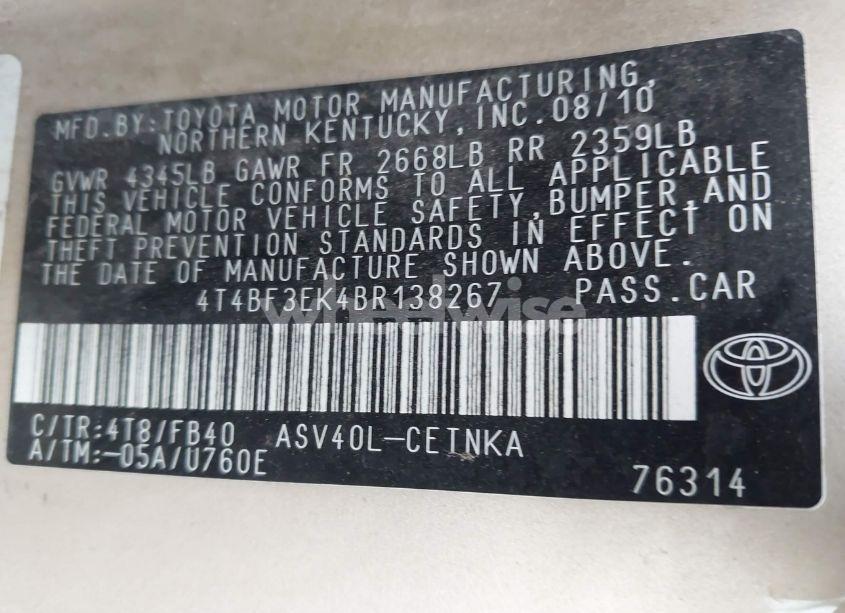 MFD.BY:TOYOTA MOTOR MANUFACTURING,
NORTHERN KENTUCKY,INC.08/10
GVWR 4345LB GAWR FR 2668LB RR 2359LB
THIS VEHICLE CONFORMS TO ALL APPLICABLE
FEDERAL MOTOR VEHICLE SAFETY,BUMPER,AND
THEFT PREVENTION STANDARDS IN EFFECT ON
THE DATE OF MANUFACTURE SHOWN ABOVE.
4T4BF3EK4BR138267 PASS.CAR
wheelwise
C/TR:4T8/FB40 ASV40L-CETNKA
A/TM:-05A/U760E
76314